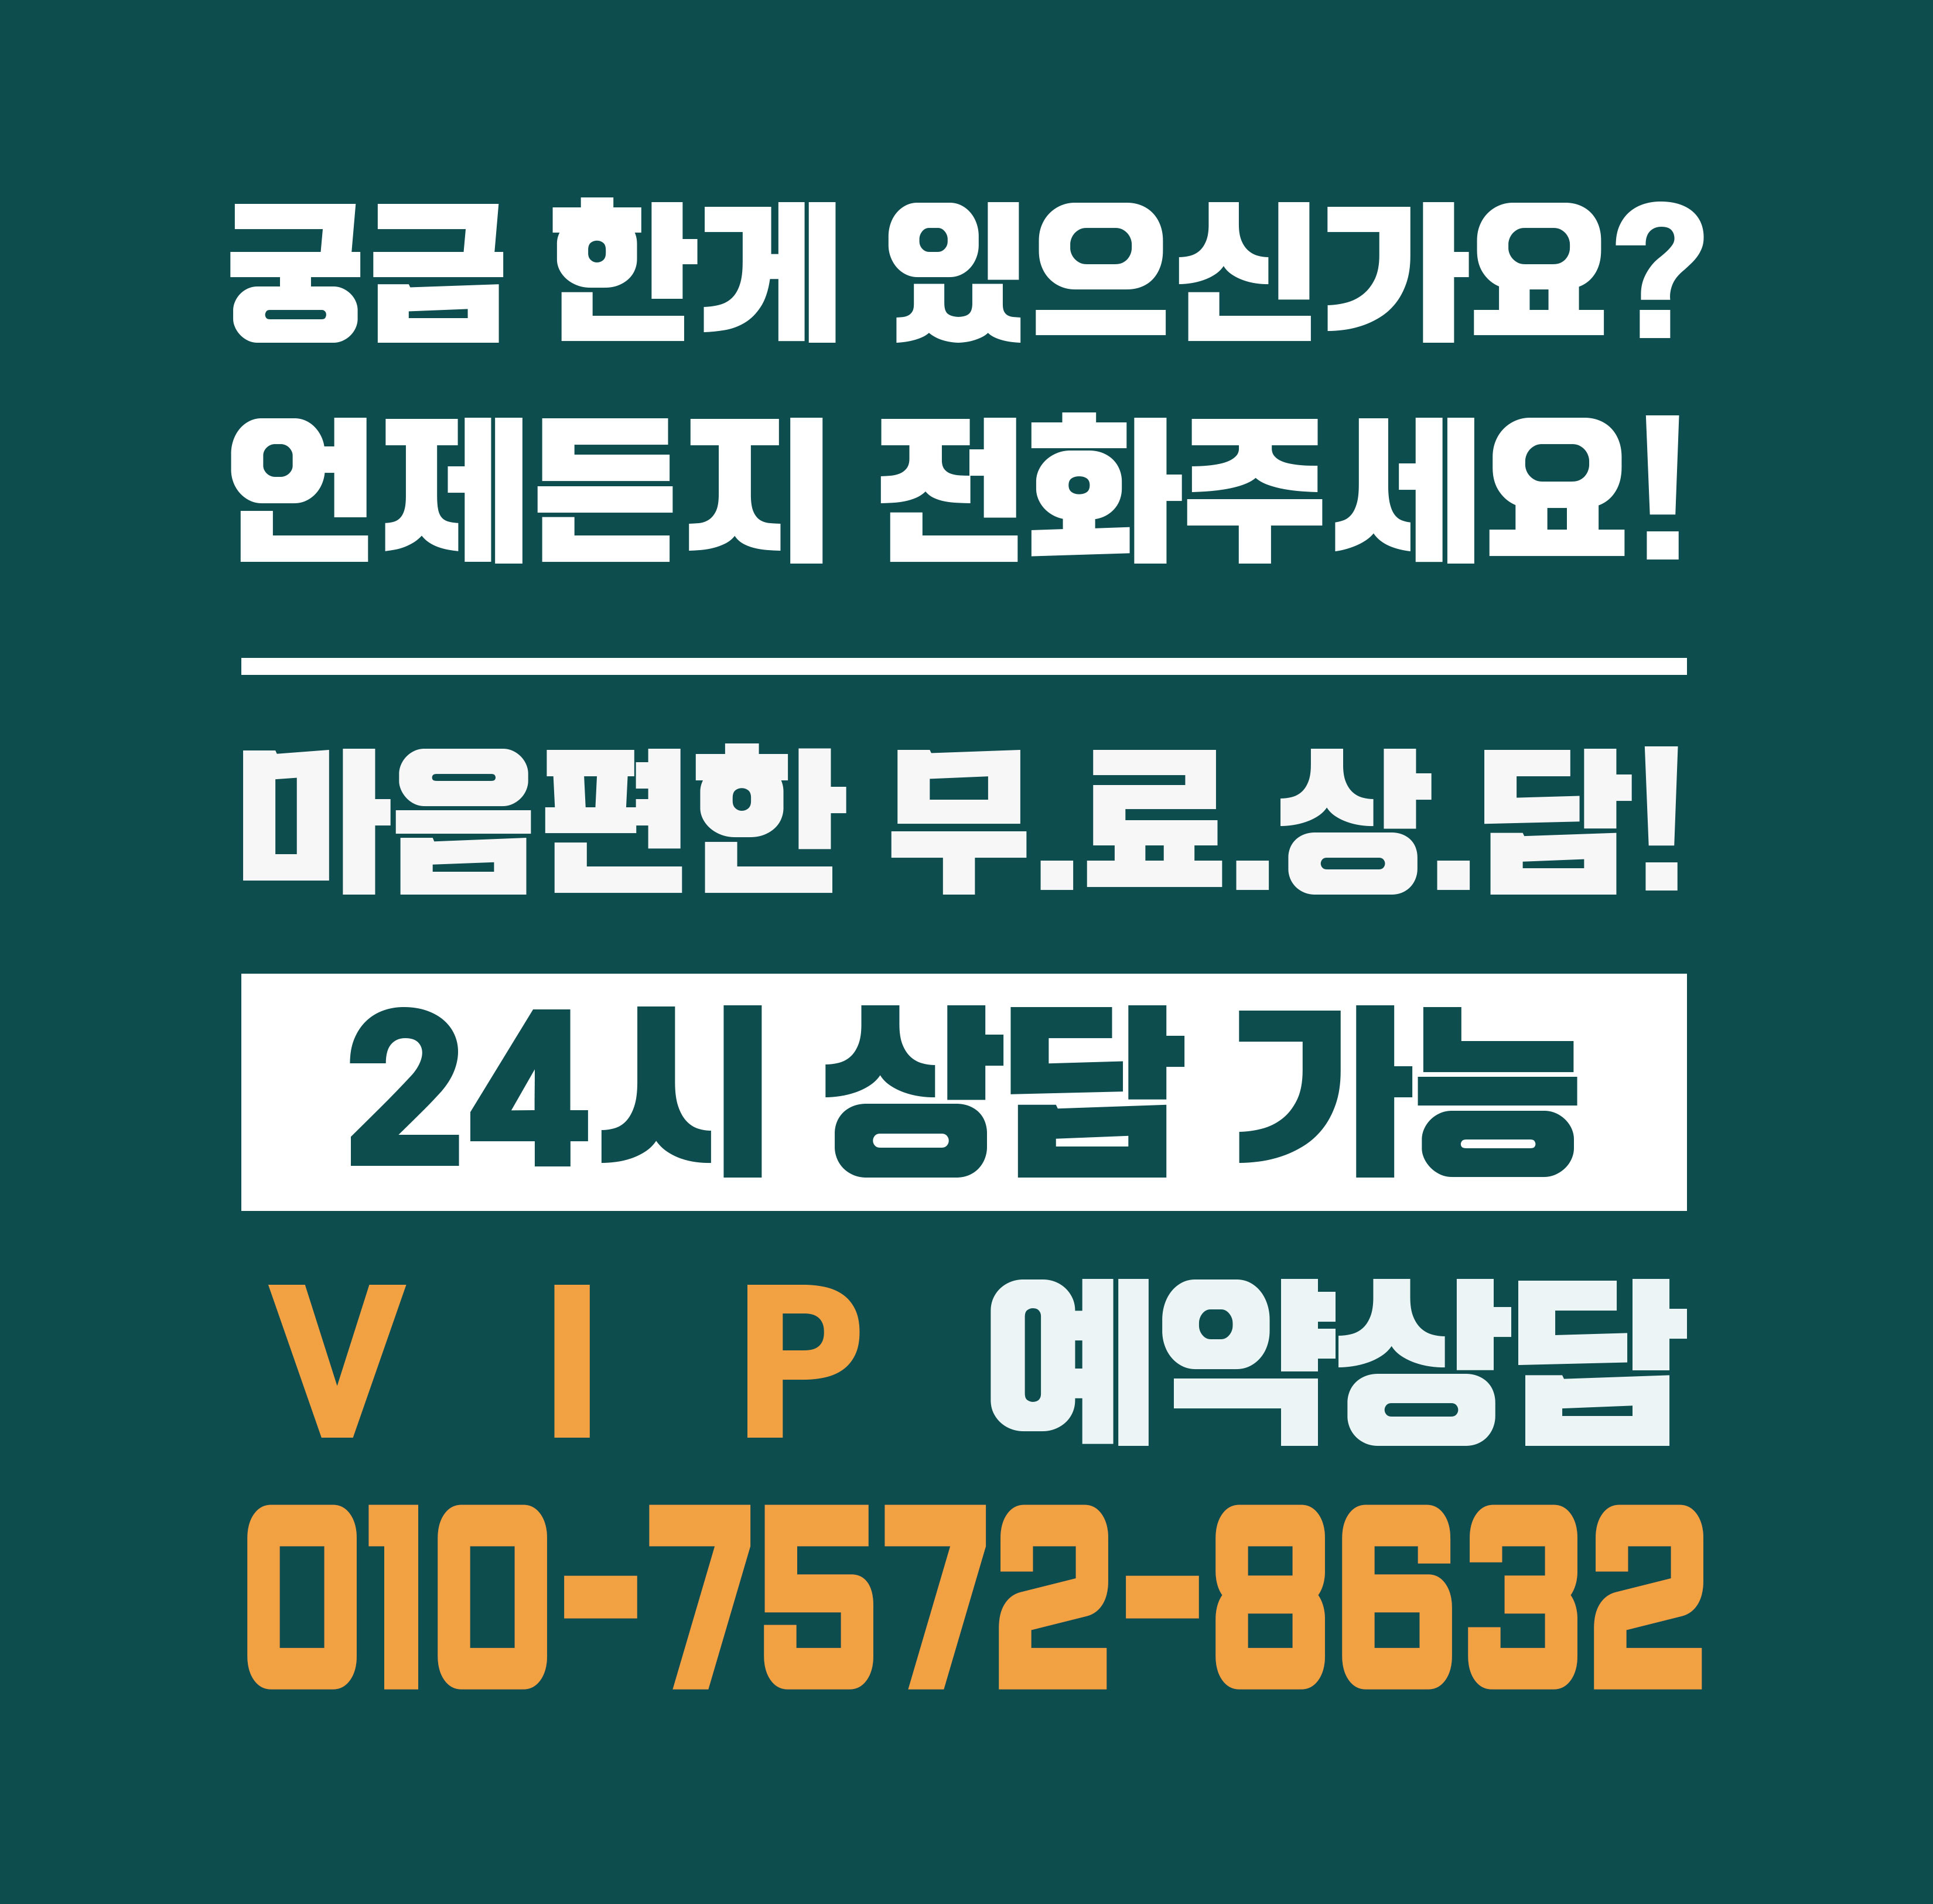 궁금 한게 있으신가요?
언제든지 전화주세요!
마음편한 무.료.상.담!
24시 상담 가능
V I P 예약상담
010-7572-8632